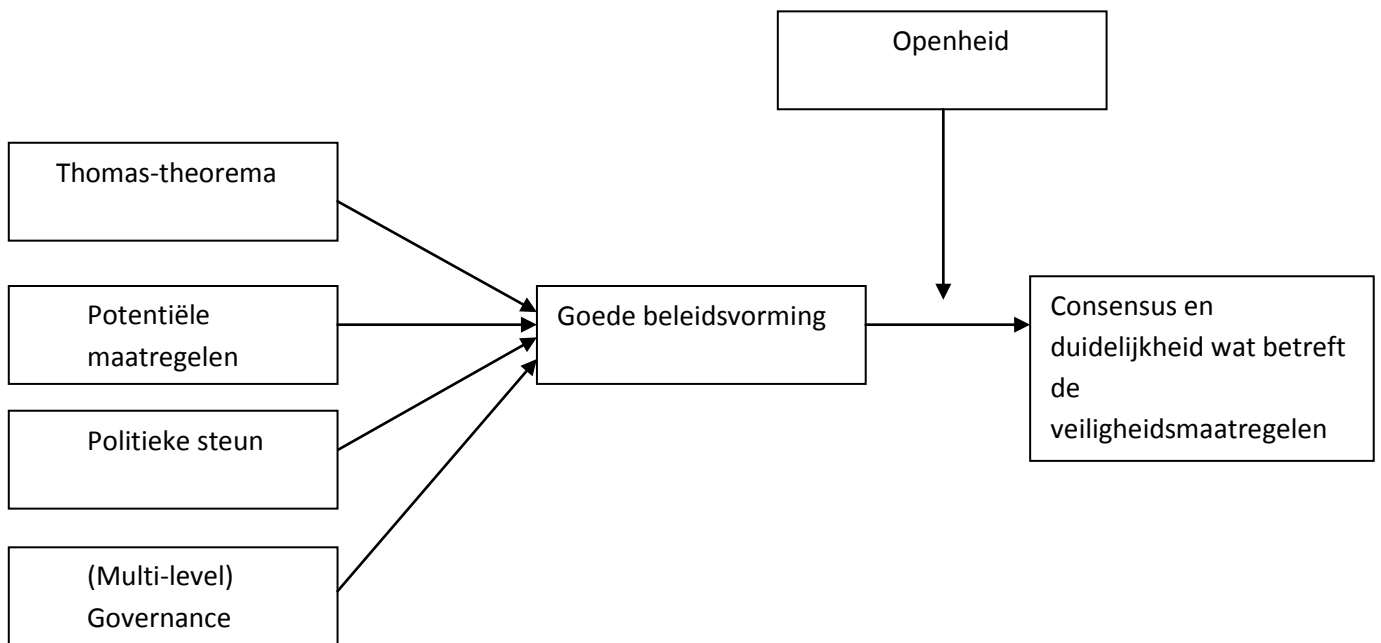 Openheid
Thomas-theorema
Potentiële
maatregelen
Politieke steun
(Multi-level)
Governance
Goede beleidsvorming
Consensus en
duidelijkheid wat betreft
de
veiligheidsmaatregelen